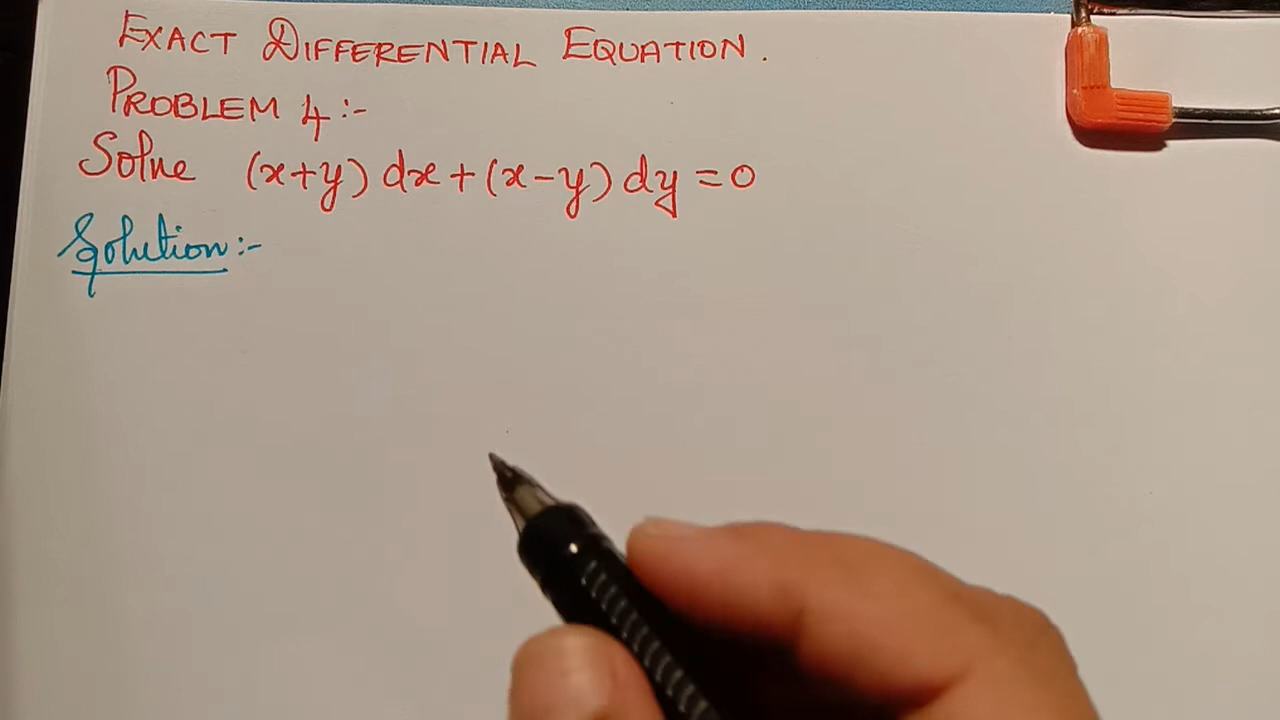 EXACT DIFFERENTIAL EQUATION.
PROBLEM 4:-
Solve (x+y) dx + (x-y) dy = 0
Solution:-